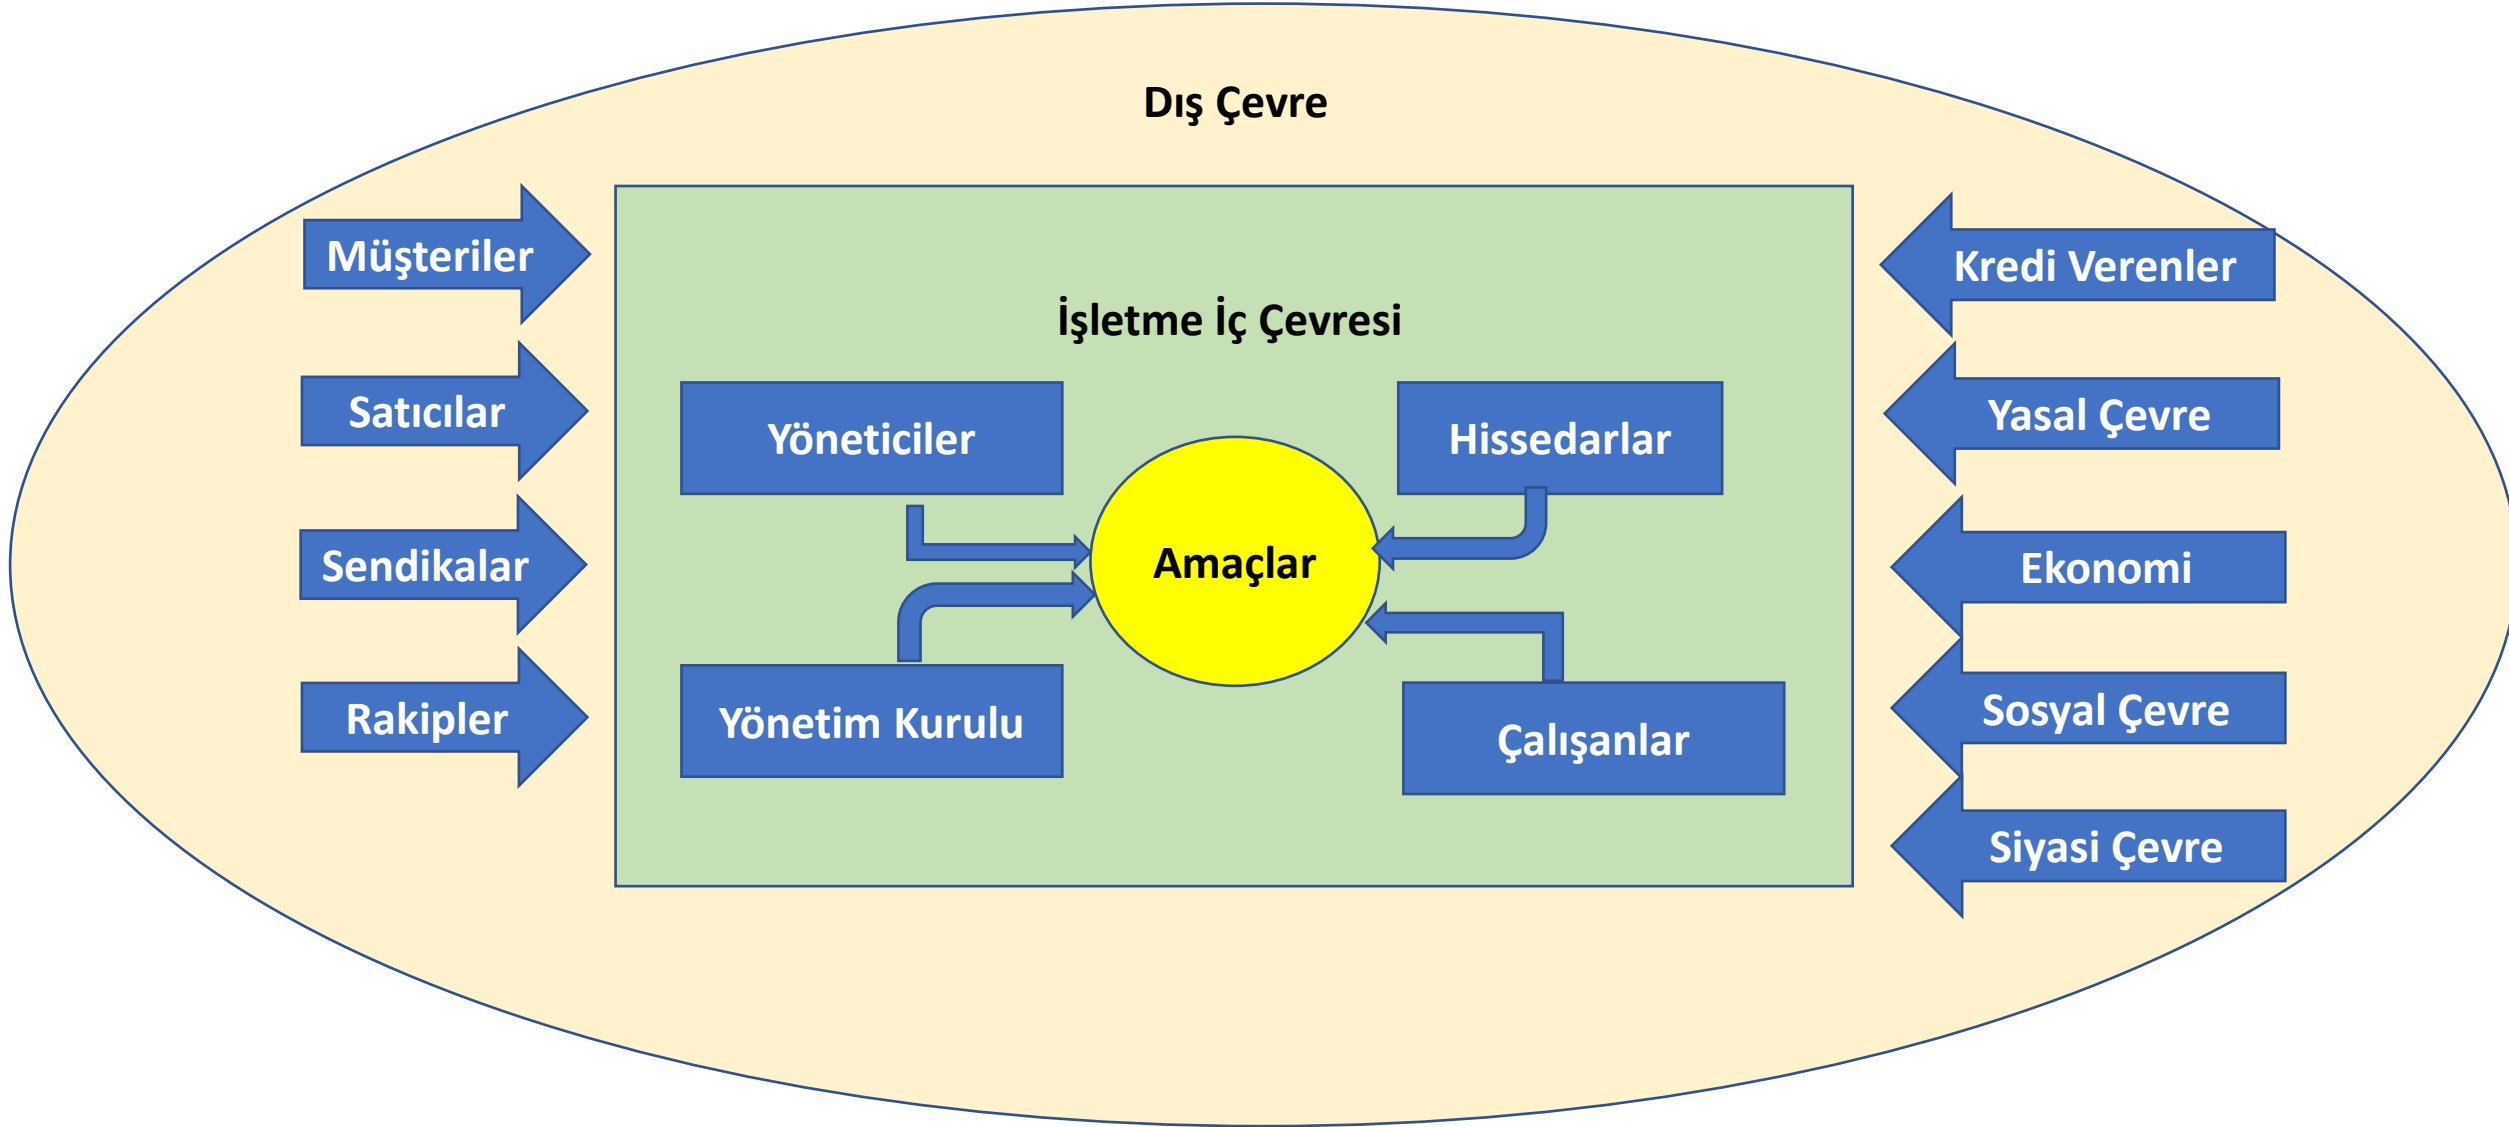 Dış Çevre
İşletme İç Çevresi
Müşteriler
Satıcılar
Sendikalar
Rakipler
Yöneticiler
Hissedarlar
Amaçlar
Yönetim Kurulu
Çalışanlar
Kredi Verenler
Yasal Çevre
Ekonomi
Sosyal Çevre
Siyasi Çevre